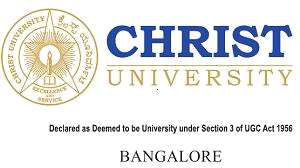 ಕ್ರೈಸ್ಟ್ ಯೂನಿವರ್ಸಿಟಿ
CHRIST UNIVERSITY
EXCELLENCE
AND
SERVICE
CHRIST
UNIVERSITY
Declared as Deemed to be University under Section 3 of UGC Act 1956
BANGALORE